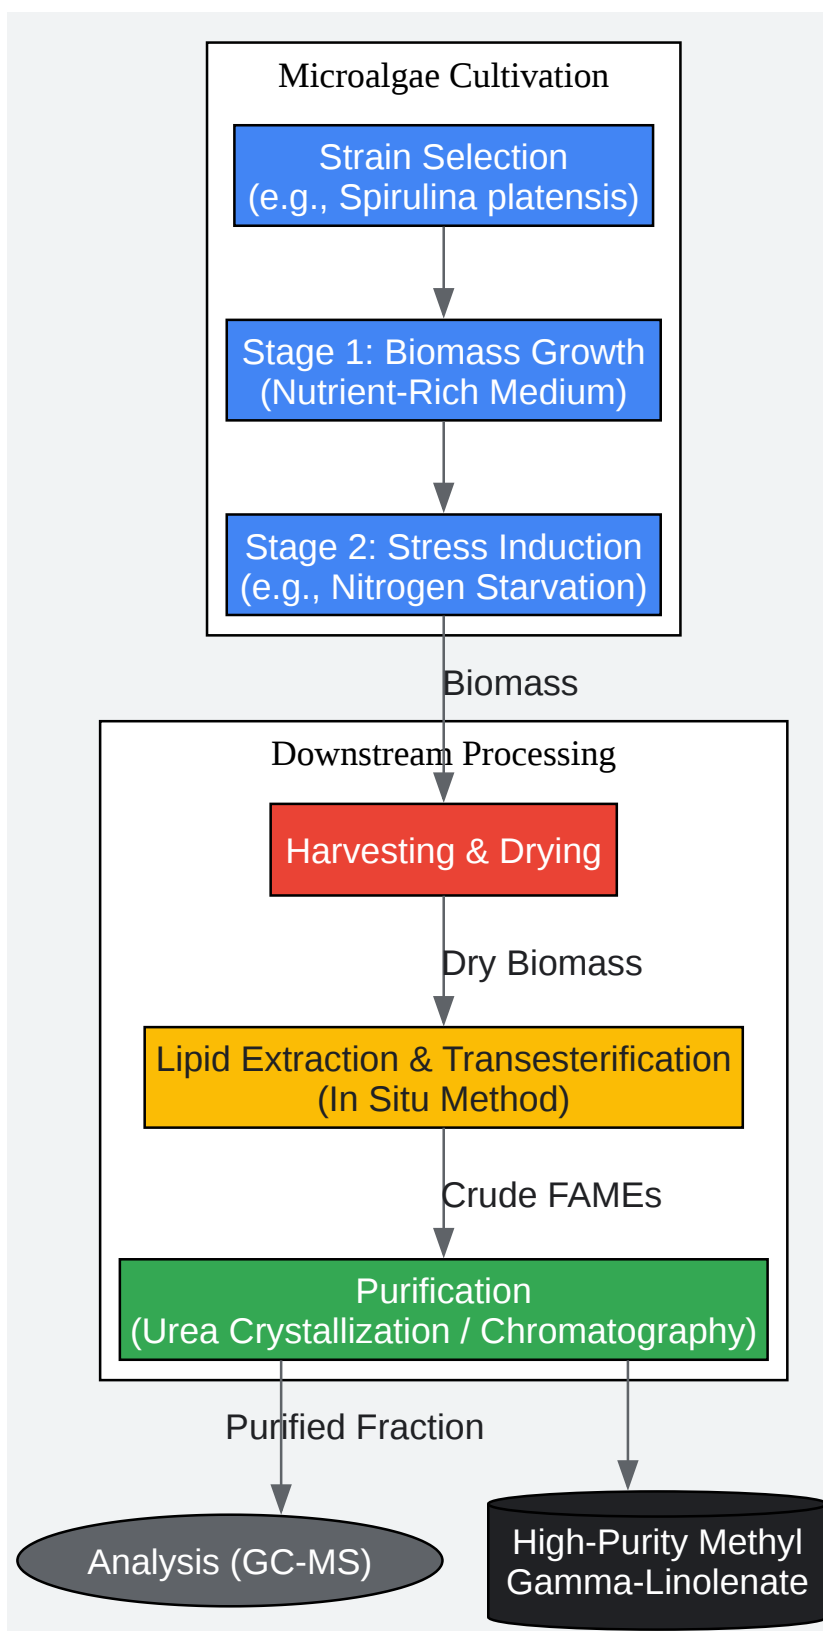 Microalgae Cultivation
Strain Selection
(e.g., Spirulina platensis)
Stage 1: Biomass Growth
(Nutrient-Rich Medium)
Stage 2: Stress Induction
(e.g., Nitrogen Starvation)
Biomass
Downstream Processing
Harvesting & Drying
Dry Biomass
Lipid Extraction & Transesterification
(In Situ Method)
Crude FAMEs
Purification
(Urea Crystallization / Chromatography)
Purified Fraction
Analysis (GC-MS)
High-Purity Methyl
Gamma-Linolenate